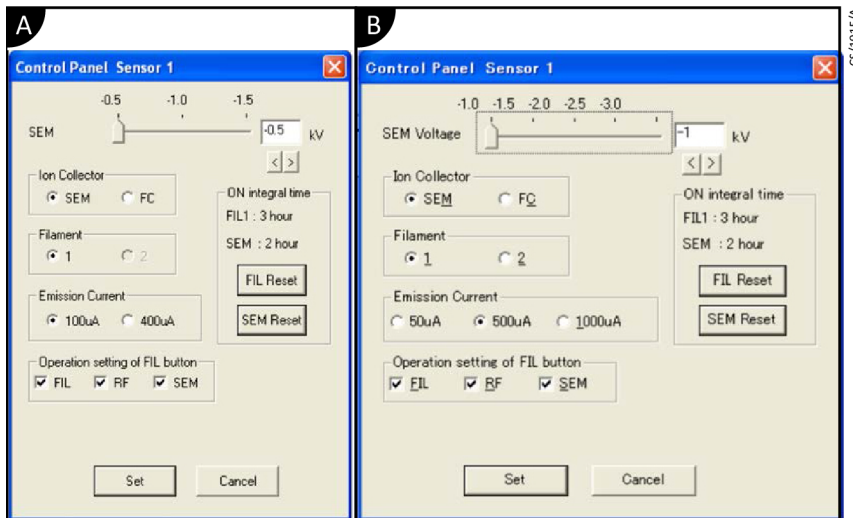 A
Control Panel Sensor 1
-0.5 -1.0 -1.5
SEM -0.5 kV
< >
Ion Collector
SEM FC
ON integral time
FIL1 : 3 hour
SEM : 2 hour
Filament
1 2
FIL Reset
Emission Current
100uA 400uA
SEM Reset
Operation setting of FIL button
FIL RF SEM
Set Cancel
B
Control Panel Sensor 1
-1.0 -1.5 -2.0 -2.5 -3.0
SEM Voltage -1 kV
< >
Ion Collector
SEM FC
ON integral time
FIL1 : 3 hour
SEM : 2 hour
Filament
1 2
FIL Reset
Emission Current
50uA 500uA 1000uA
SEM Reset
Operation setting of FIL button
FIL RF SEM
Set Cancel